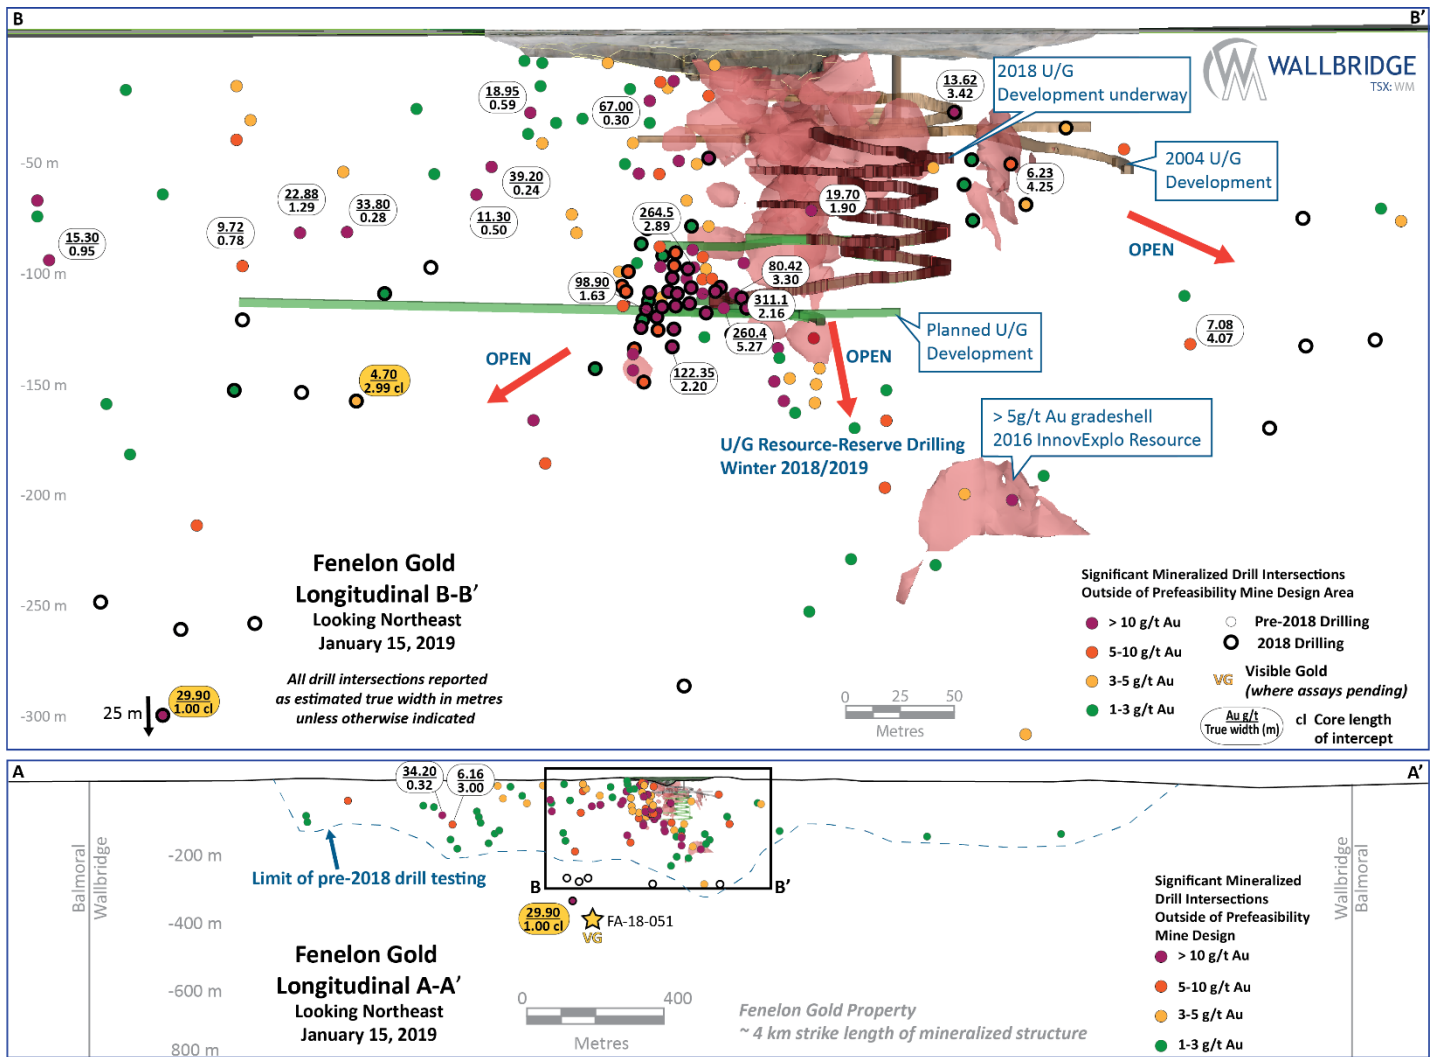 B
B’
WALLBRIDGE
TSX: WM
2018 U/G
Development underway
13.62
3.42
18.95
0.59
67.00
0.30
-50 m
2004 U/G
Development
39.20
0.24
6.23
4.25
22.88
1.29
33.80
0.28
11.30
0.50
19.70
1.90
264.5
2.89
9.72
0.78
15.30
0.95
OPEN
-100 m
80.42
3.30
98.90
1.63
311.1
2.16
260.4
5.27
7.08
4.07
Planned U/G
Development
OPEN
OPEN
122.35
2.20
-150 m
4.70
2.99 cl
> 5g/t Au gradeshell
2016 InnovExplo Resource
U/G Resource-Reserve Drilling
Winter 2018/2019
-200 m
Fenelon Gold
Longitudinal B-B’
Looking Northeast
January 15, 2019
All drill intersections reported
as estimated true width in metres
unless otherwise indicated
-250 m
-300 m
25 m
29.90
1.00 cl
0 25 50
Metres
Significant Mineralized Drill Intersections
Outside of Prefeasibility Mine Design Area
> 10 g/t Au
5-10 g/t Au
3-5 g/t Au
1-3 g/t Au
Pre-2018 Drilling
2018 Drilling
VG Visible Gold
(where assays pending)
Au g/t
True width (m)
cl Core length
of intercept
A
A’
34.20
0.32
6.16
3.00
Balmoral
Wallbridge
-200 m
Limit of pre-2018 drill testing
B
B’
29.90
1.00 cl
FA-18-051
VG
-400 m
Fenelon Gold
Longitudinal A-A’
Looking Northeast
January 15, 2019
-600 m
800 m
0 400
Metres
Fenelon Gold Property
~ 4 km strike length of mineralized structure
Wallbridge
Balmoral
Significant Mineralized
Drill Intersections
Outside of Prefeasibility
Mine Design
> 10 g/t Au
5-10 g/t Au
3-5 g/t Au
1-3 g/t Au